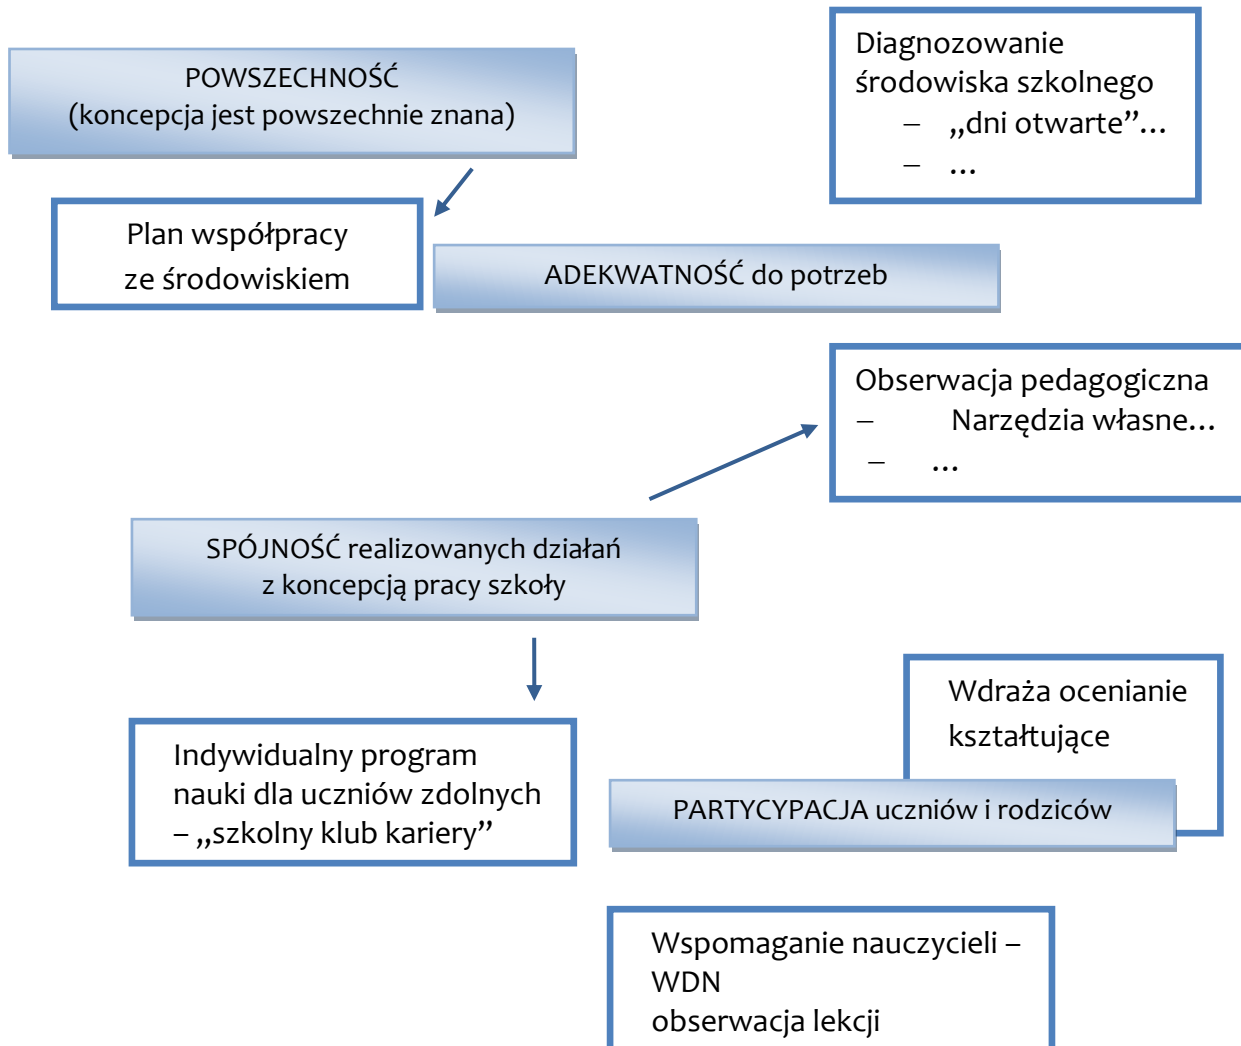 POWSZECHNOŚĆ
(koncepcja jest powszechnie znana)
Diagnozowanie
środowiska szkolnego
– „dni otwarte”…
– …
Plan współpracy
ze środowiskiem
ADEKWATNOŚĆ do potrzeb
Obserwacja pedagogiczna
– Narzędzia własne…
– …
SPÓJNOŚĆ realizowanych działań
z koncepcją pracy szkoły
Wdraża ocenianie
kształtujące
Indywidualny program
nauki dla uczniów zdolnych
– „szkolny klub kariery”
PARTYCYPACJA uczniów i rodziców
Wspomaganie nauczycieli –
WDN
obserwacja lekcji